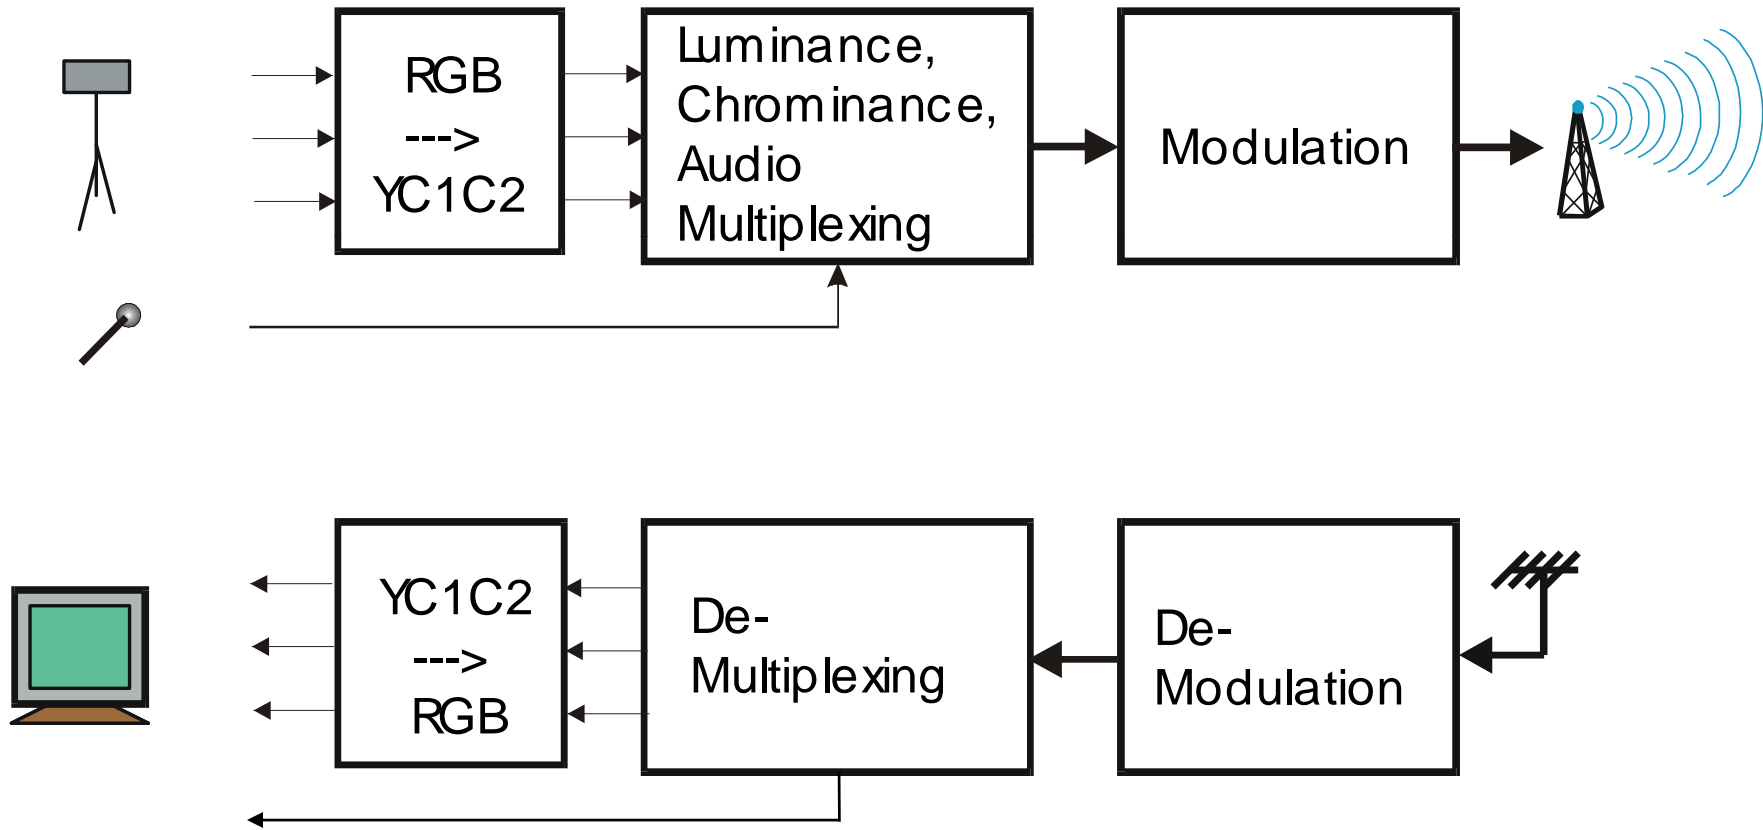 RGB
--->
YC1C2
Luminance,
Chrominance,
Audio
Multiplexing
Modulation
YC1C2
--->
RGB
De-
Multiplexing
De-
Modulation